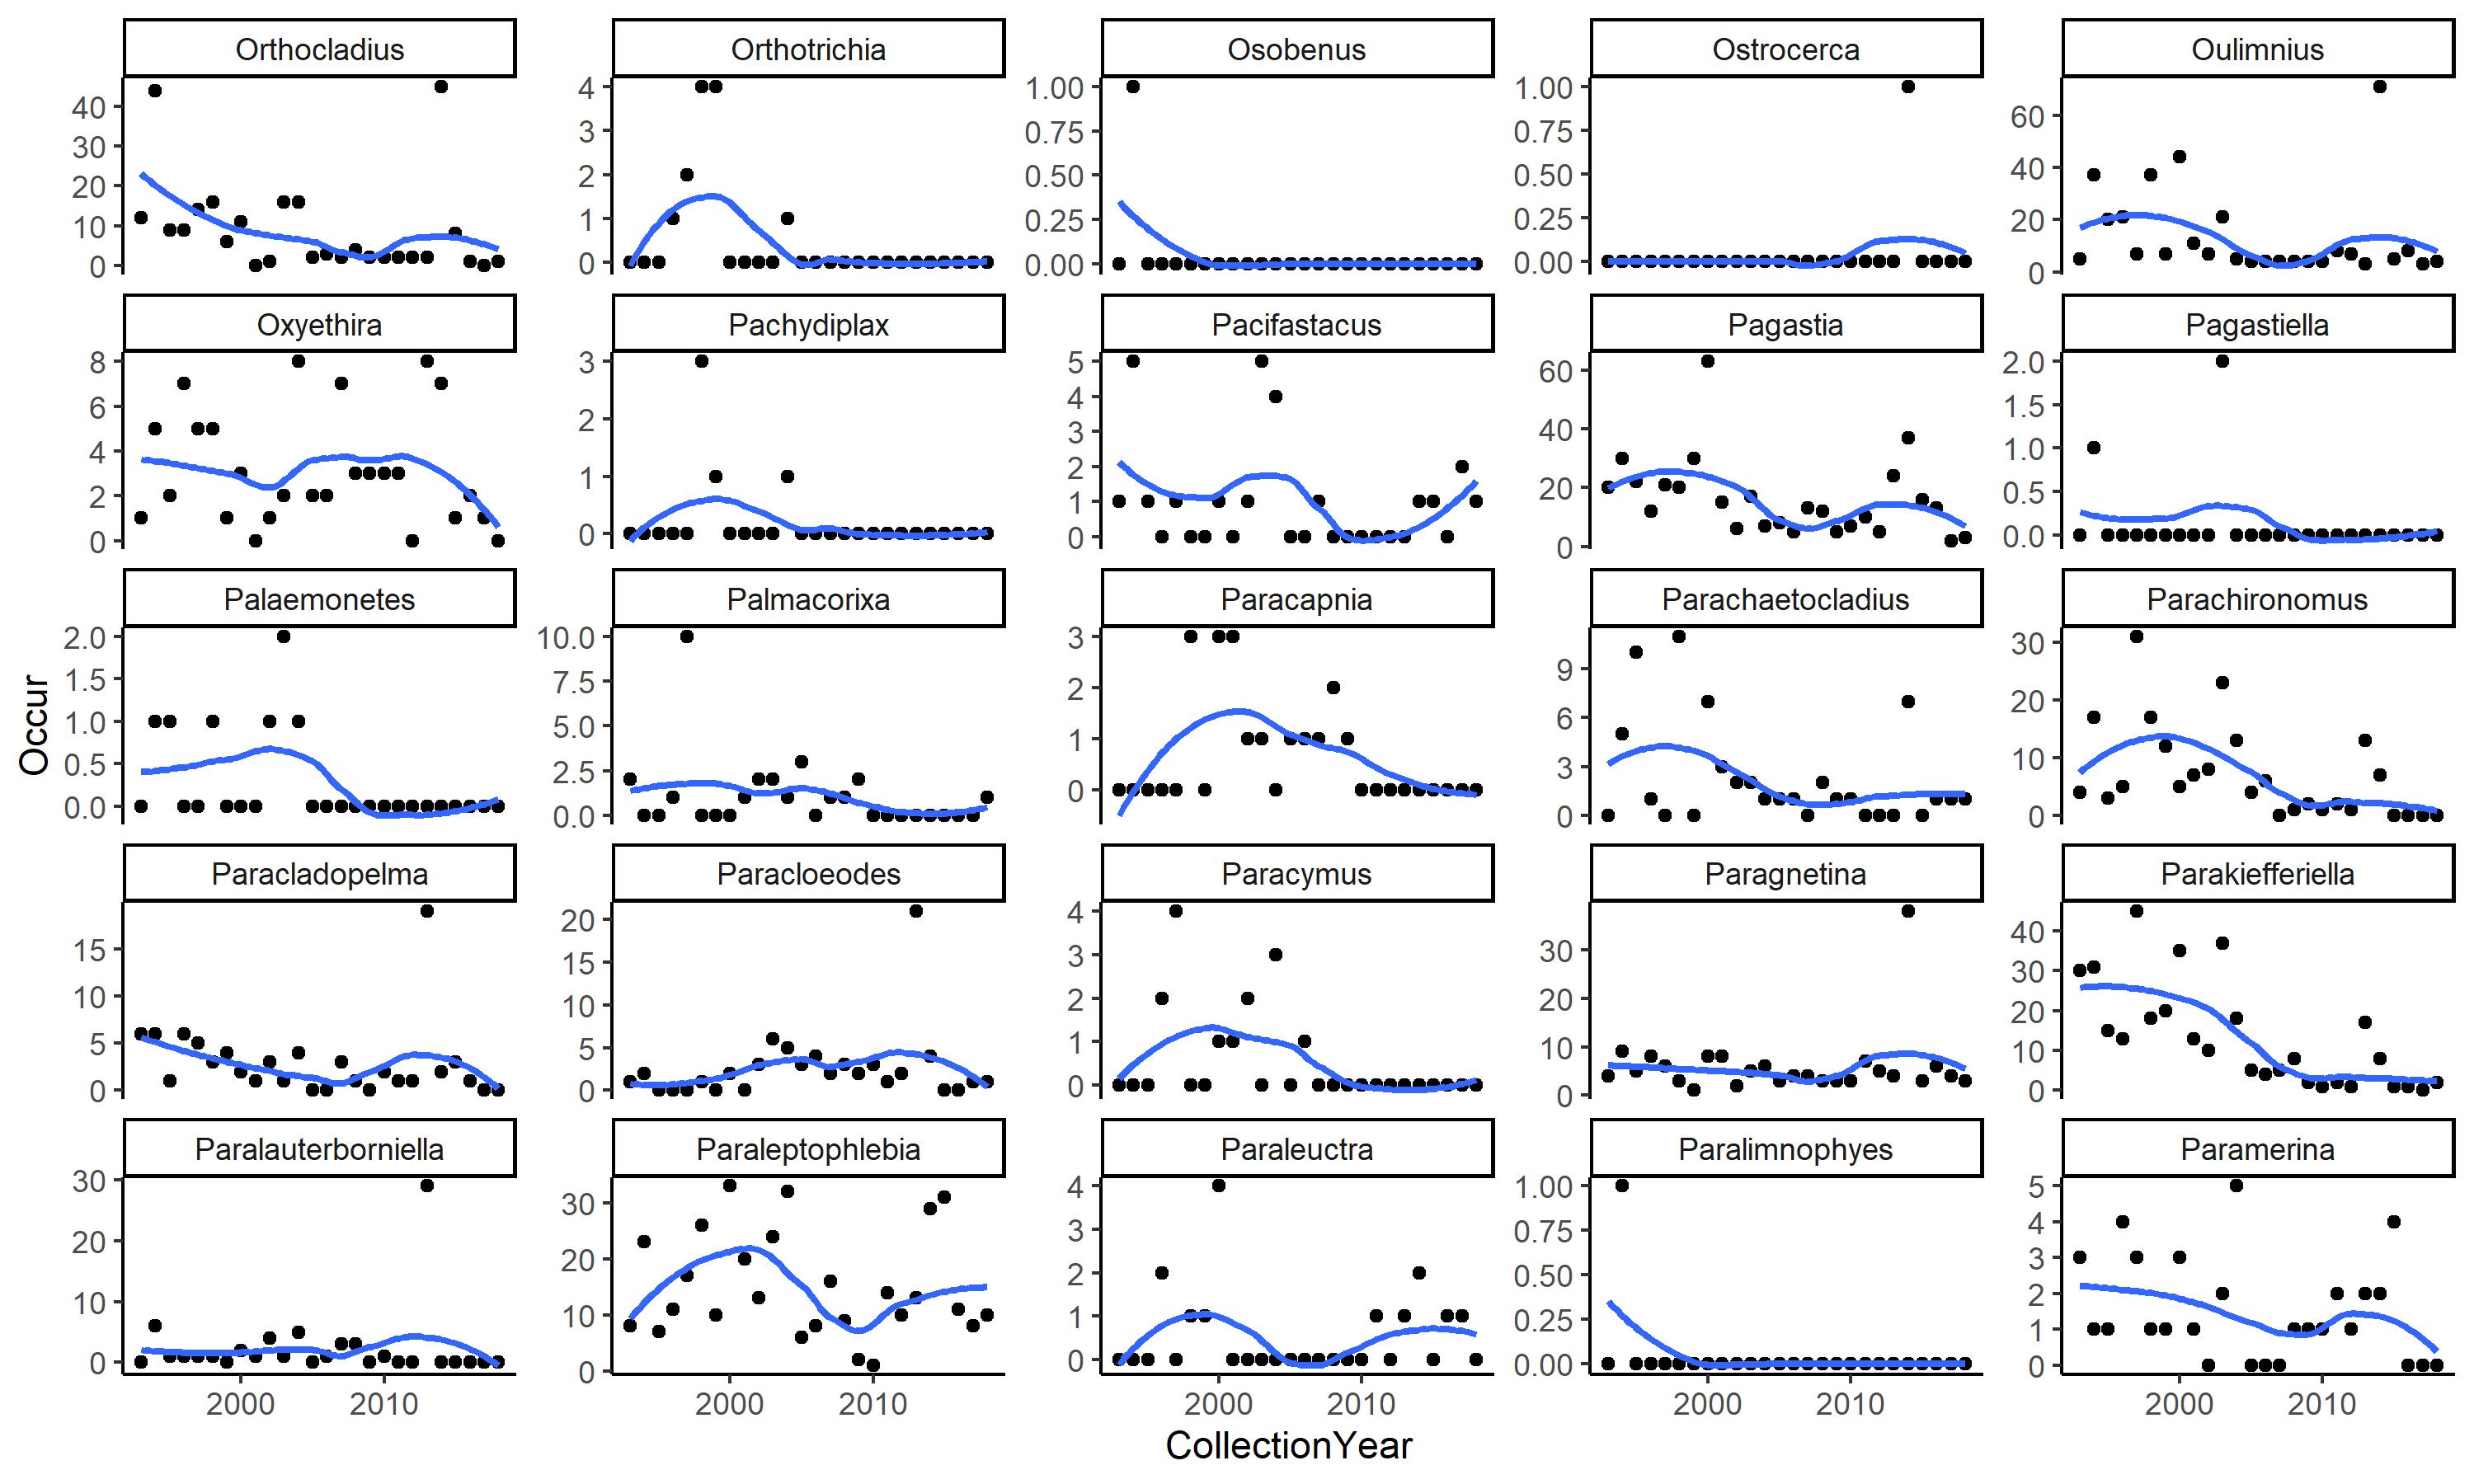 Orthocladius Orthotrichia Osobenus Ostrocerca Oulimnius
40 30 20 10 0
4 3 2 1 0
1.00 0.75 0.50 0.25 0.00
1.00 0.75 0.50 0.25 0.00
60 40 20 0
Oxyethira Pachydiplax Pacifastacus Pagastia Pagastiella
8 6 4 2 0
3 2 1 0
5 4 3 2 1 0
60 40 20 0
2.0 1.5 1.0 0.5 0.0
Palaemonetes Palmacorixa Paracapnia Parachaetocladius Parachironomus
2.0 1.5 1.0 0.5 0.0
10.0 7.5 5.0 2.5 0.0
3 2 1 0
9 6 3 0
30 20 10 0
Occur
Paracladopelma Paracloeodes Paracymus Paragnetina Parakiefferiella
15 10 5 0
20 15 10 5 0
4 3 2 1 0
30 20 10 0
40 30 20 10 0
Paralauterborniella Paraleptophlebia Paraleuctra Paralimnophyes Paramerina
30 20 10 0
30 20 10 0
4 3 2 1 0
1.00 0.75 0.50 0.25 0.00
5 4 3 2 1 0
2000 2010 2000 2010 2000 2010 2000 2010 2000 2010
CollectionYear